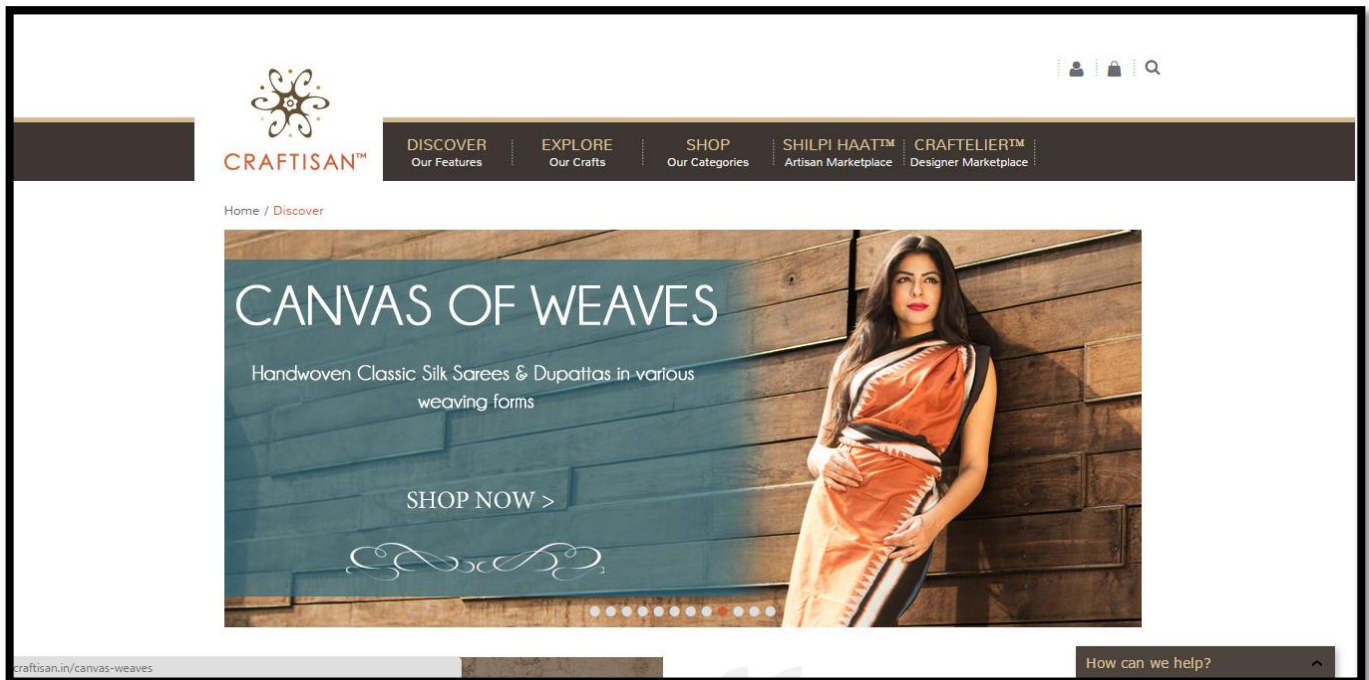 CRAFTISAN™
DISCOVER
Our Features
EXPLORE
Our Crafts
SHOP
Our Categories
SHILPI HAAT™
Artisan Marketplace
CRAFTELIER™
Designer Marketplace
Home / Discover
CANVAS OF WEAVES
Handwoven Classic Silk Sarees & Dupattas in various
weaving forms
SHOP NOW >
craftisan.in/canvas-weaves
How can we help?